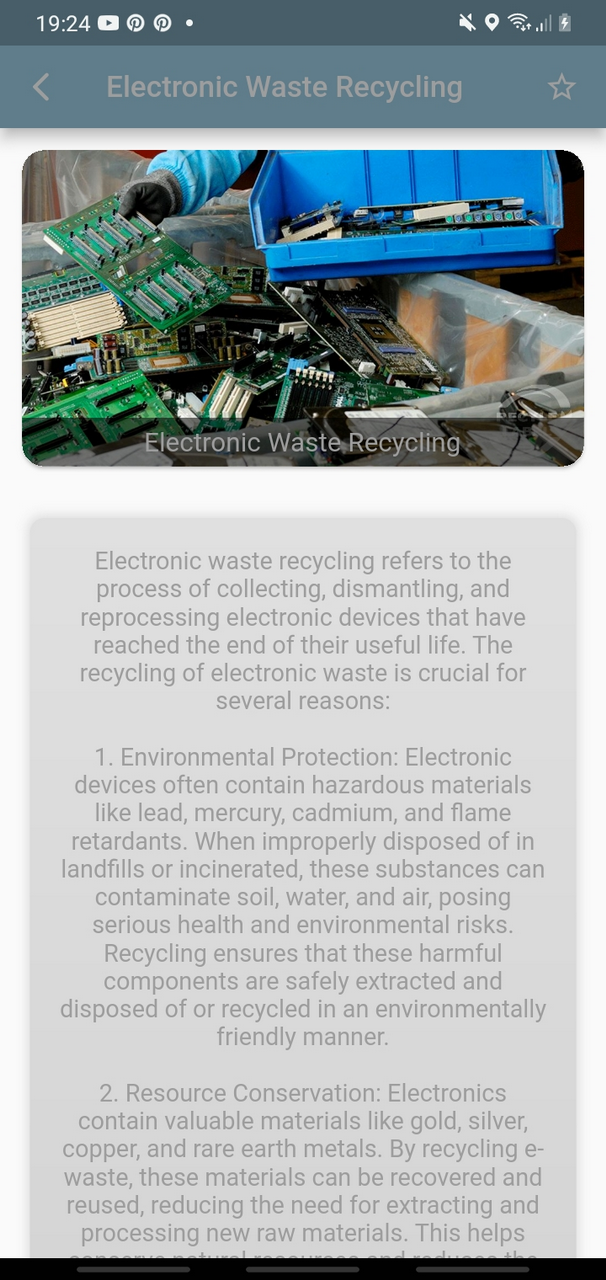 19:24
Electronic Waste Recycling
Electronic Waste Recycling
Electronic waste recycling refers to the
process of collecting, dismantling, and
reprocessing electronic devices that have
reached the end of their useful life. The
recycling of electronic waste is crucial for
several reasons:
1. Environmental Protection: Electronic
devices often contain hazardous materials
like lead, mercury, cadmium, and flame
retardants. When improperly disposed of in
landfills or incinerated, these substances can
contaminate soil, water, and air, posing
serious health and environmental risks.
Recycling ensures that these harmful
components are safely extracted and
disposed of or recycled in an environmentally
friendly manner.
2. Resource Conservation: Electronics
contain valuable materials like gold, silver,
copper, and rare earth metals. By recycling e-
waste, these materials can be recovered and
reused, reducing the need for extracting and
processing new raw materials. This helps
conserve natural resources and reduces the